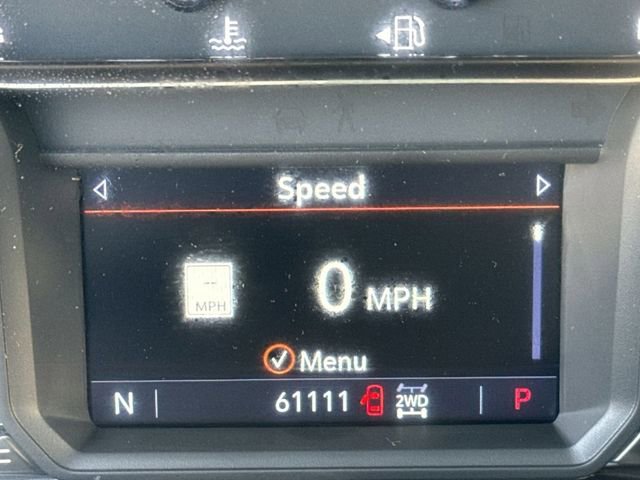 Speed
--
MPH
0 MPH
Menu
N 61111 2WD P